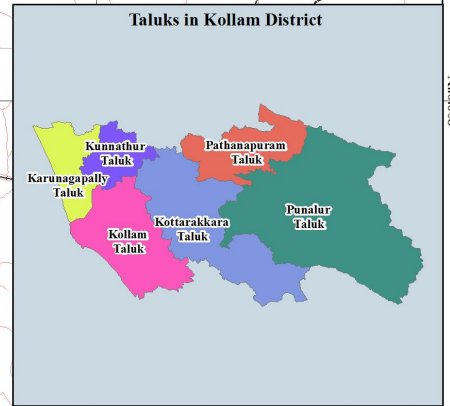 Taluks in Kollam District
Kunnathur
Taluk
Pathanapuram
Taluk
Karunagapally
Taluk
Punalur
Taluk
Kottarakkara
Taluk
Kollam
Taluk